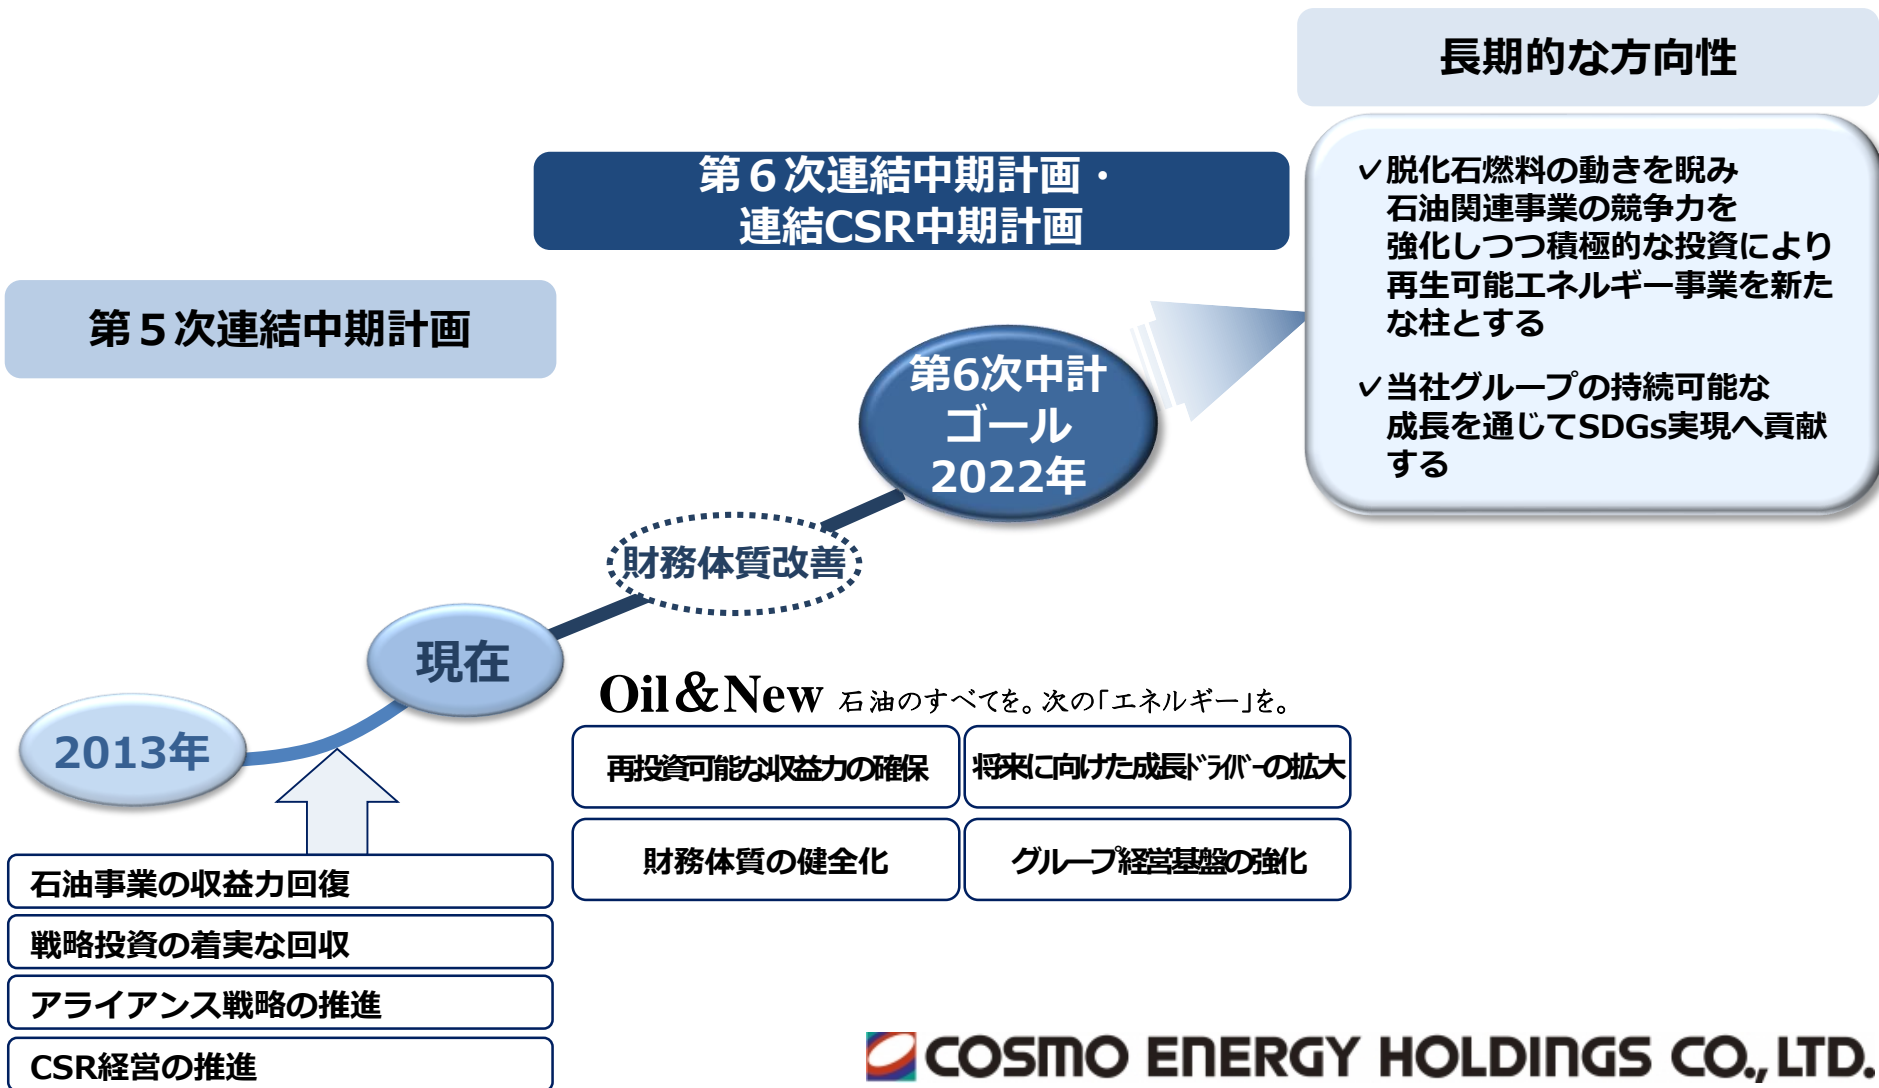 長期的な方向性
✓脱化石燃料の動きを睨み
石油関連事業の競争力を
強化しつつ積極的な投資により
再生可能エネルギー事業を新た
な柱とする
✓当社グループの持続可能な
成長を通じてSDGs実現へ貢献
する
第６次連結中期計画・
連結CSR中期計画
第５次連結中期計画
第6次中計
ゴール
2022年
財務体質改善
現在
2013年
Oil&New 石油のすべてを。次の「エネルギー」を。
再投資可能な収益力の確保
将来に向けた成長ﾄﾞﾗｲﾊﾞｰの拡大
財務体質の健全化
グループ経営基盤の強化
石油事業の収益力回復
戦略投資の着実な回収
アライアンス戦略の推進
CSR経営の推進
COSMO ENERGY HOLDINGS CO., LTD.